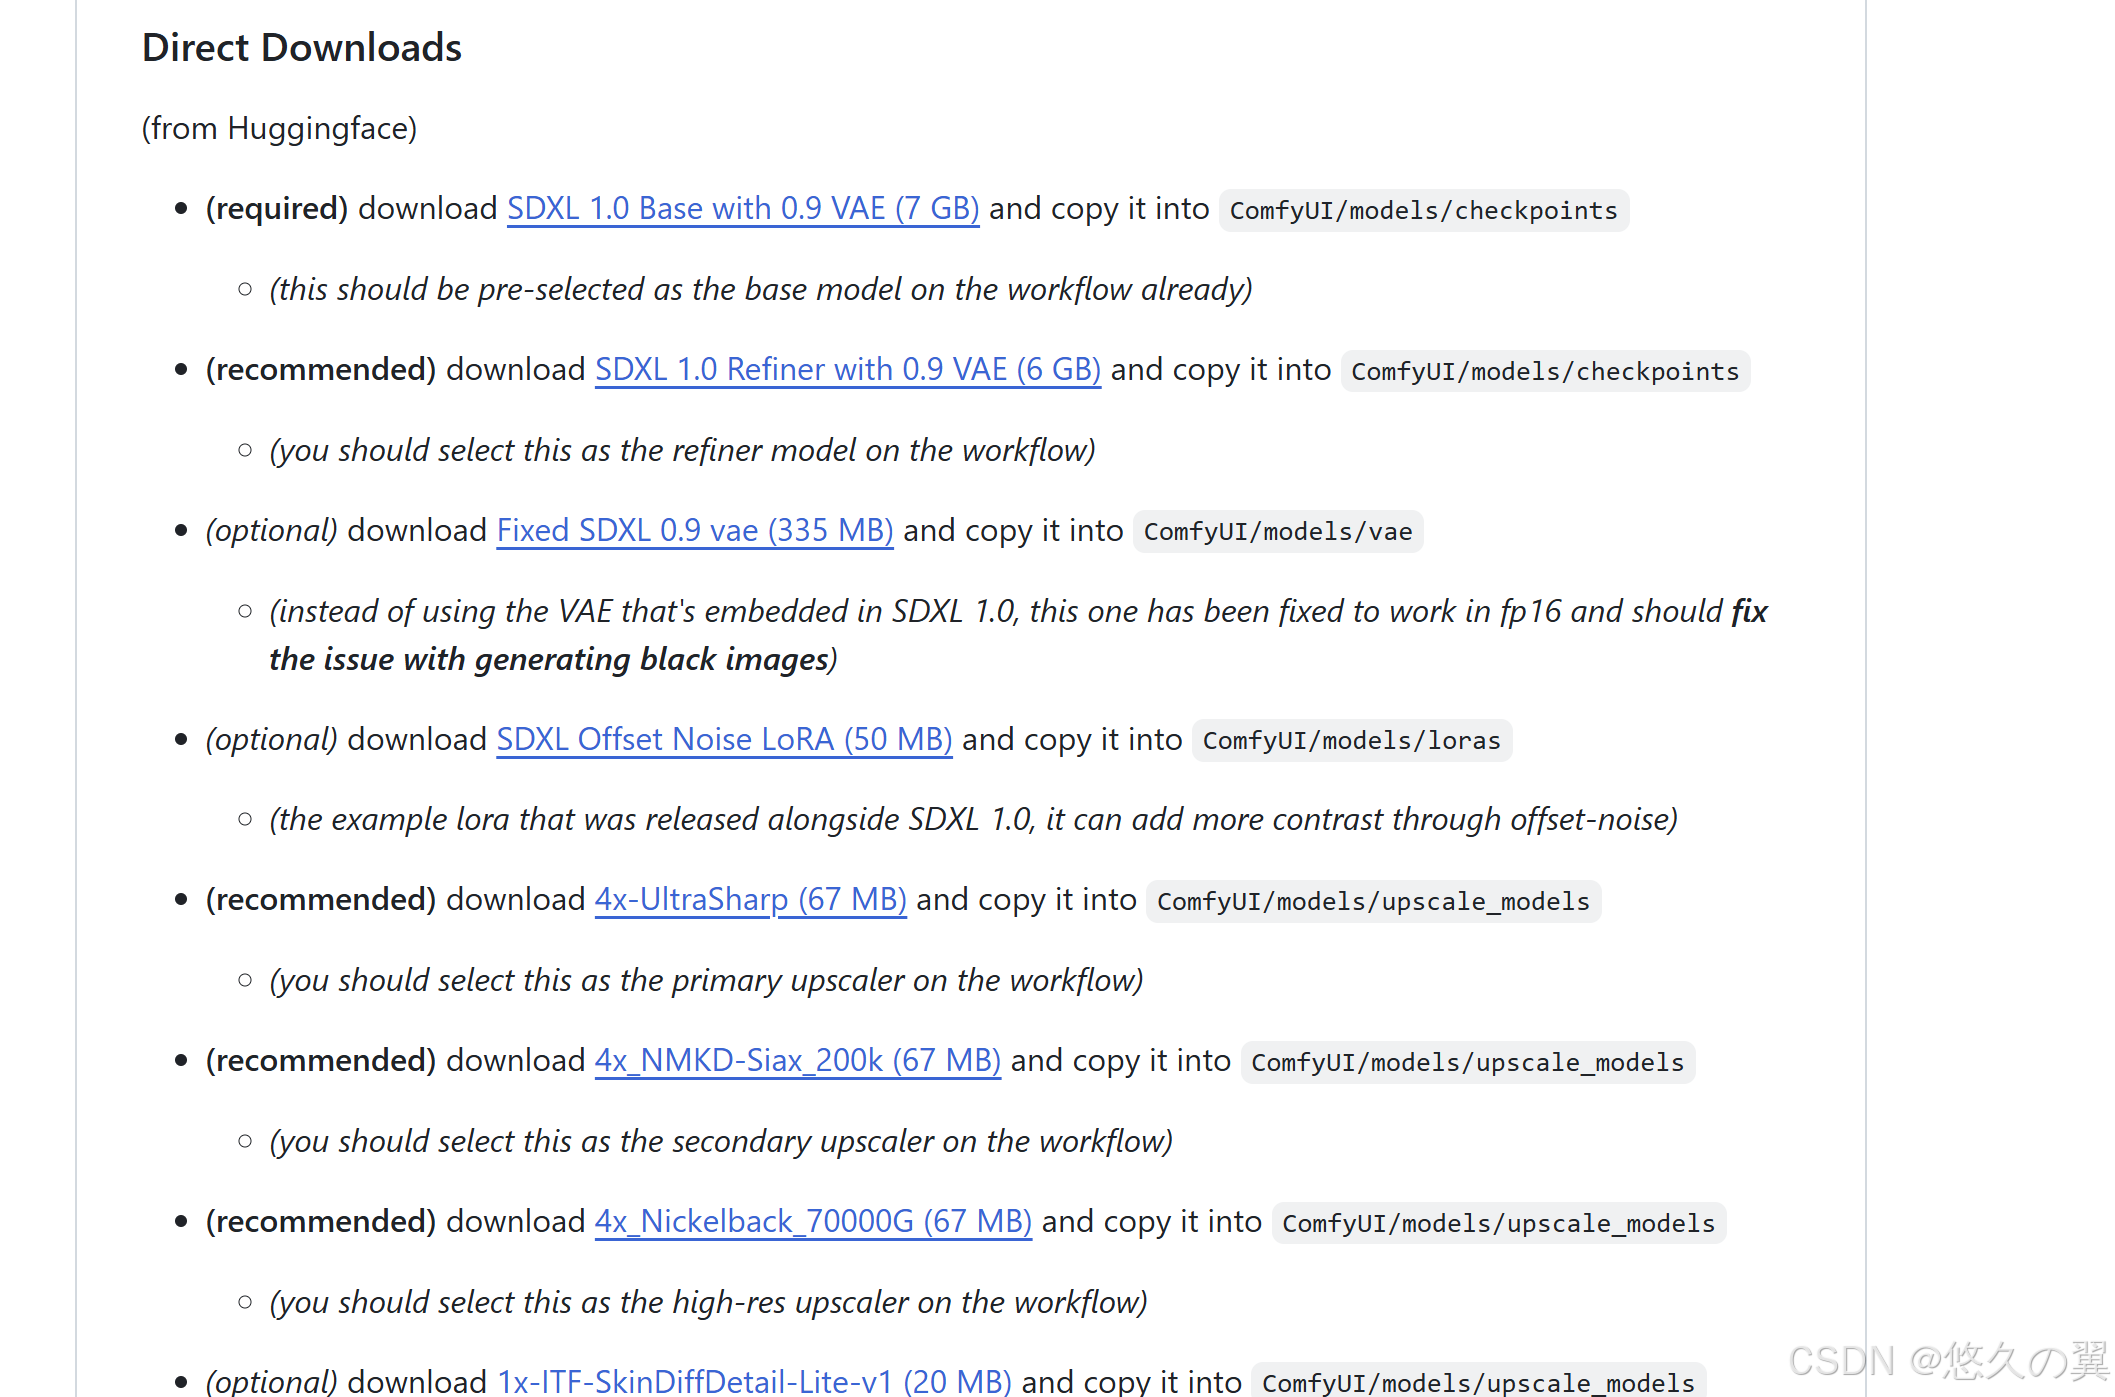 Direct Downloads
(from Huggingface)
(required) download SDXL 1.0 Base with 0.9 VAE (7 GB) and copy it into ComfyUI/models/checkpoints
(this should be pre-selected as the base model on the workflow already)
(recommended) download SDXL 1.0 Refiner with 0.9 VAE (6 GB) and copy it into ComfyUI/models/checkpoints
(you should select this as the refiner model on the workflow)
(optional) download Fixed SDXL 0.9 vae (335 MB) and copy it into ComfyUI/models/vae
(instead of using the VAE that's embedded in SDXL 1.0, this one has been fixed to work in fp16 and should fix
the issue with generating black images)
(optional) download SDXL Offset Noise LoRA (50 MB) and copy it into ComfyUI/models/loras
(the example lora that was released alongside SDXL 1.0, it can add more contrast through offset-noise)
(recommended) download 4x-UltraSharp (67 MB) and copy it into ComfyUI/models/upscale_models
(you should select this as the primary upscaler on the workflow)
(recommended) download 4x_NMKD-Siax_200k (67 MB) and copy it into ComfyUI/models/upscale_models
(you should select this as the secondary upscaler on the workflow)
(recommended) download 4x_Nickelback_70000G (67 MB) and copy it into ComfyUI/models/upscale_models
(you should select this as the high-res upscaler on the workflow)
(optional) download 1x-ITF-SkinDiffDetail-Lite-v1 (20 MB) and copy it into ComfyUI/models/upscale_models
CSDN @悠久の翼